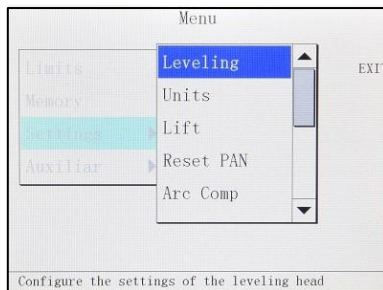 Menu
Limits
Memory
Settings
Auxiliar
Leveling
Units
Lift
Reset PAN
Arc Comp
EXIT
Configure the settings of the leveling head